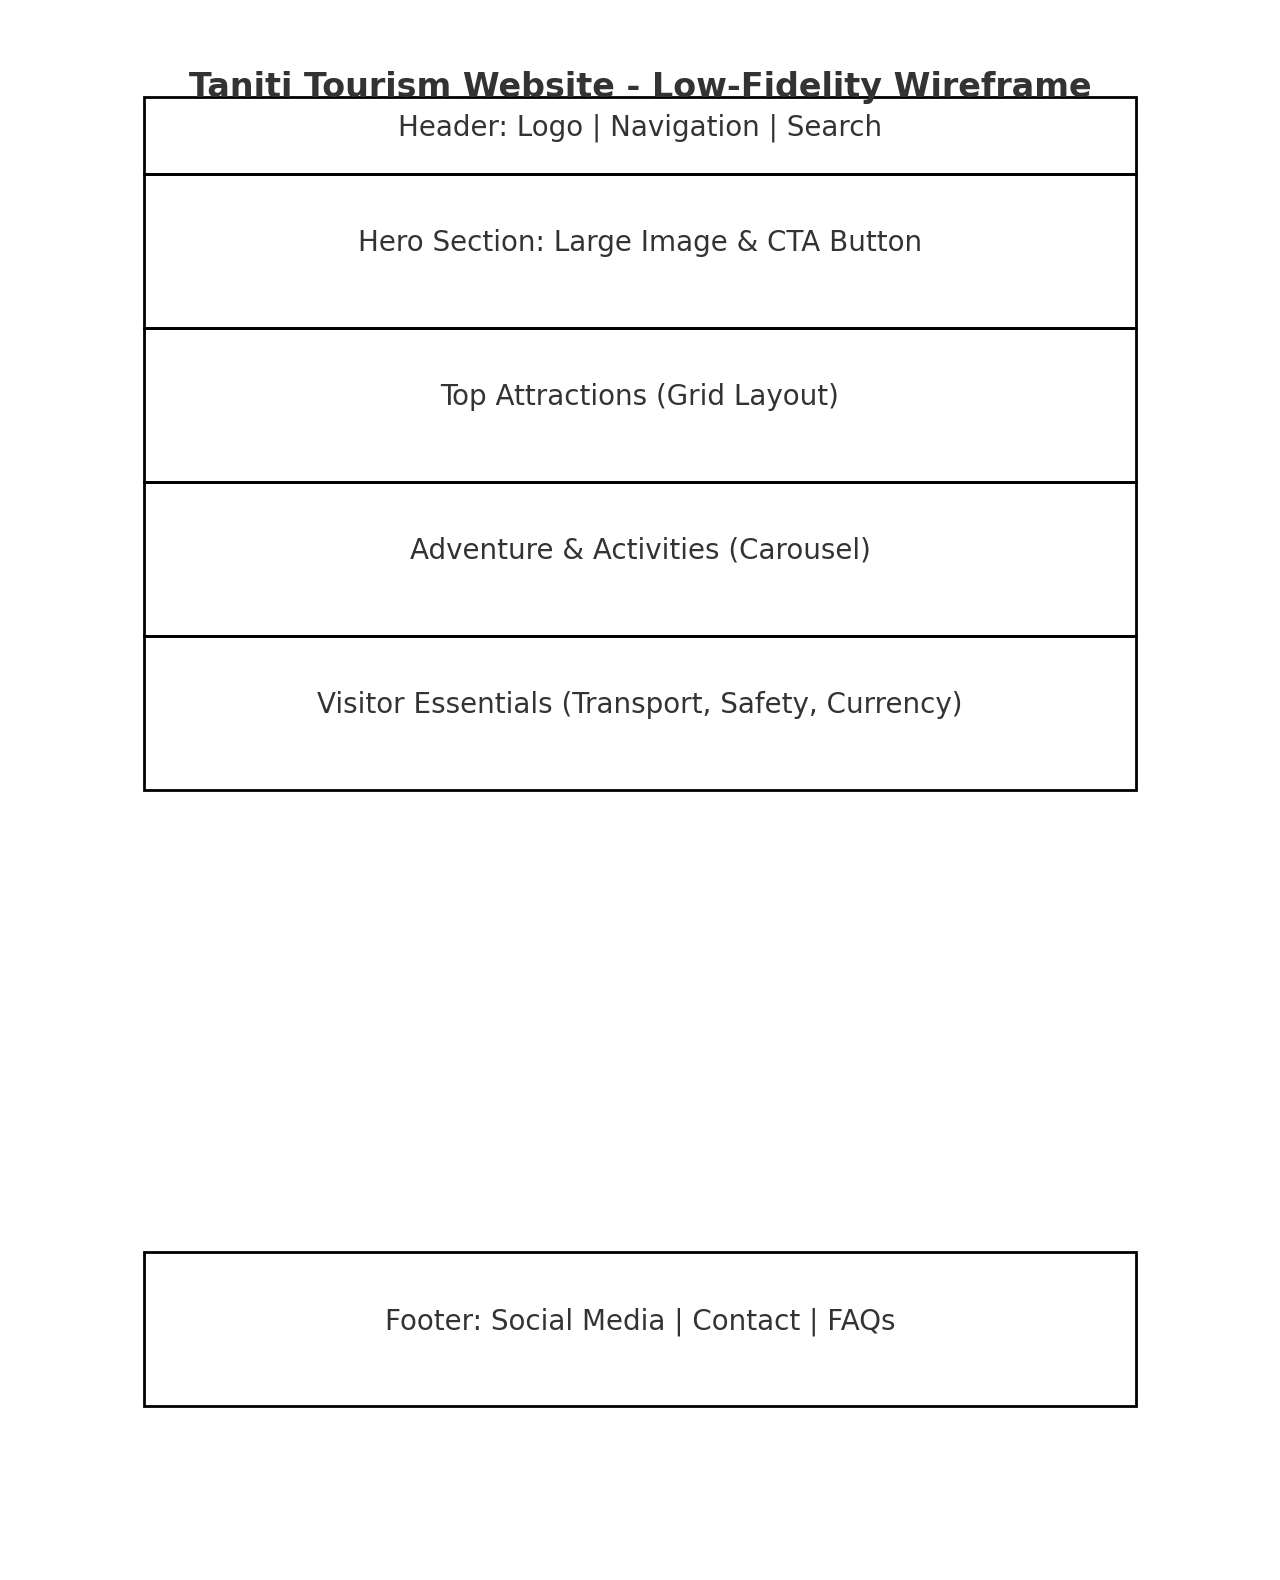 Taniti Tourism Website - Low-Fidelity Wireframe
Header: Logo | Navigation | Search
Hero Section: Large Image & CTA Button
Top Attractions (Grid Layout)
Adventure & Activities (Carousel)
Visitor Essentials (Transport, Safety, Currency)
Footer: Social Media | Contact | FAQs